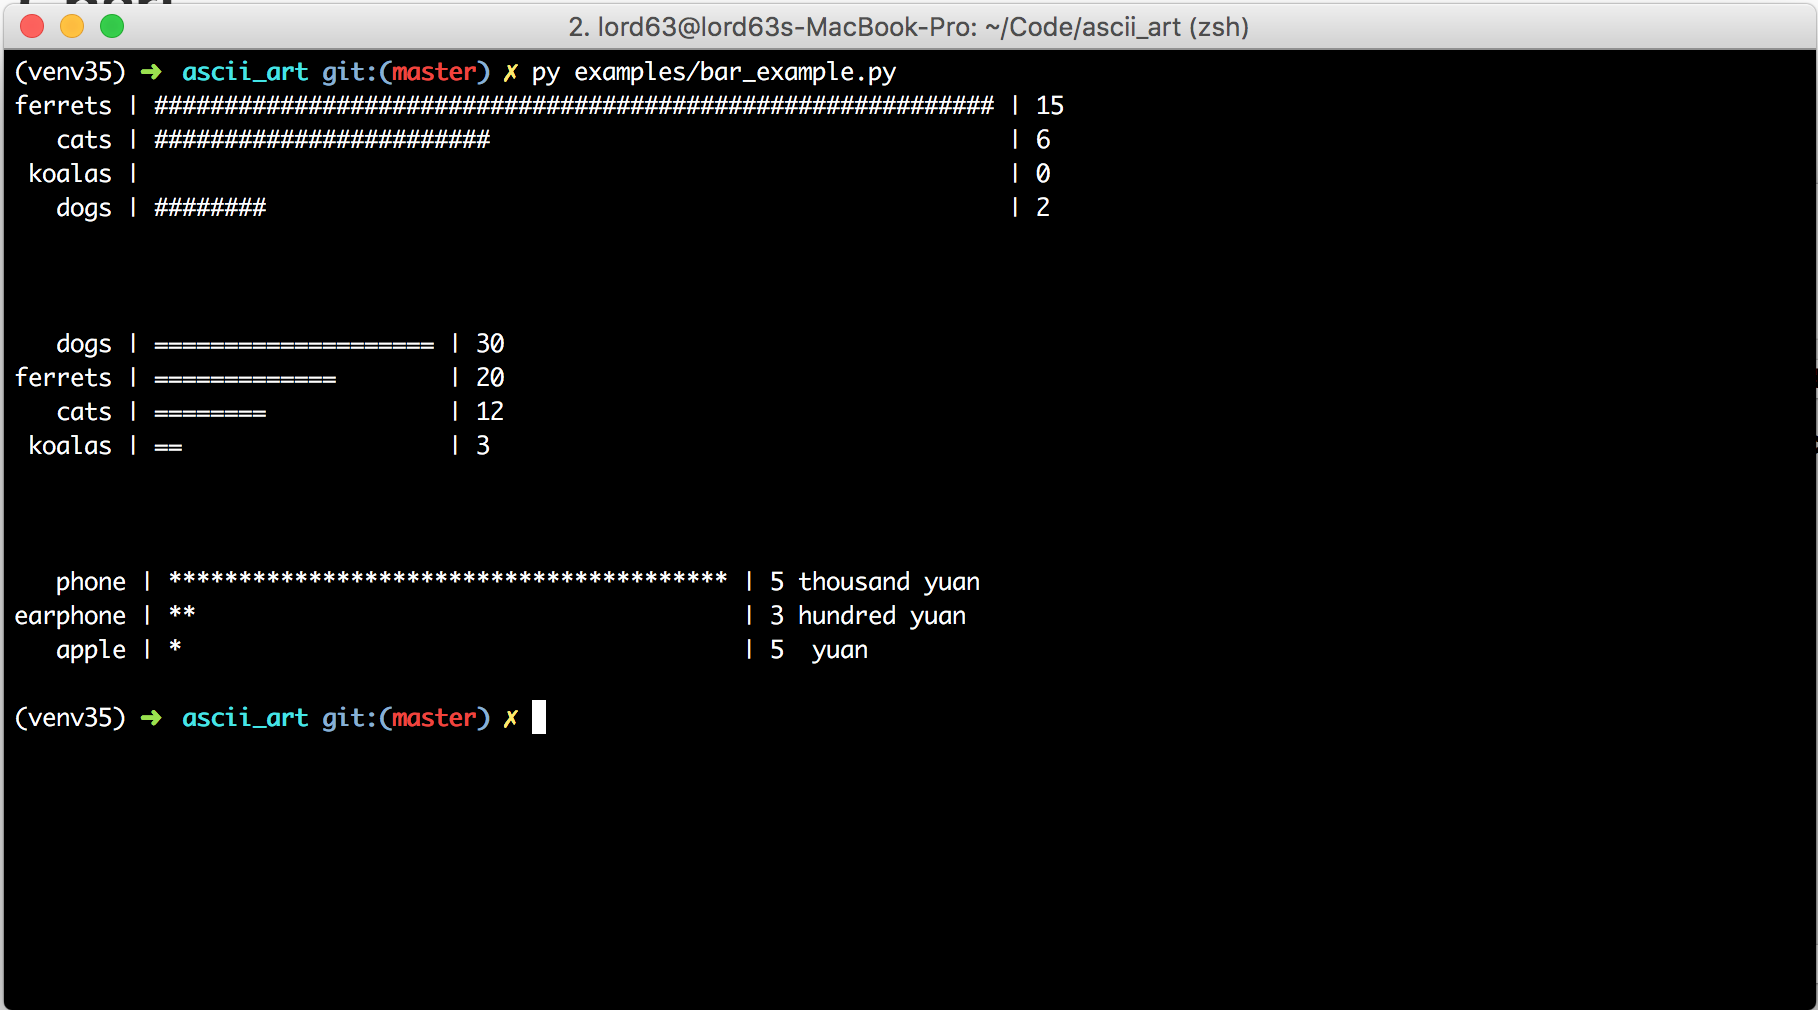 2. lord63@lord63s-MacBook-Pro: ~/Code/ascii_art (zsh)
(venv35) ➜  ascii_art git:(master) ✗ py examples/bar_example.py
ferrets | ############################################################ | 15
   cats | ########################                                     | 6
 koalas |                                                              | 0
   dogs | ########                                                     | 2
   dogs | ==================== | 30
ferrets | =============        | 20
   cats | ========             | 12
 koalas | ==                   | 3
   phone | **************************************** | 5 thousand yuan
earphone | **                                       | 3 hundred yuan
   apple | *                                        | 5  yuan
(venv35) ➜  ascii_art git:(master) ✗